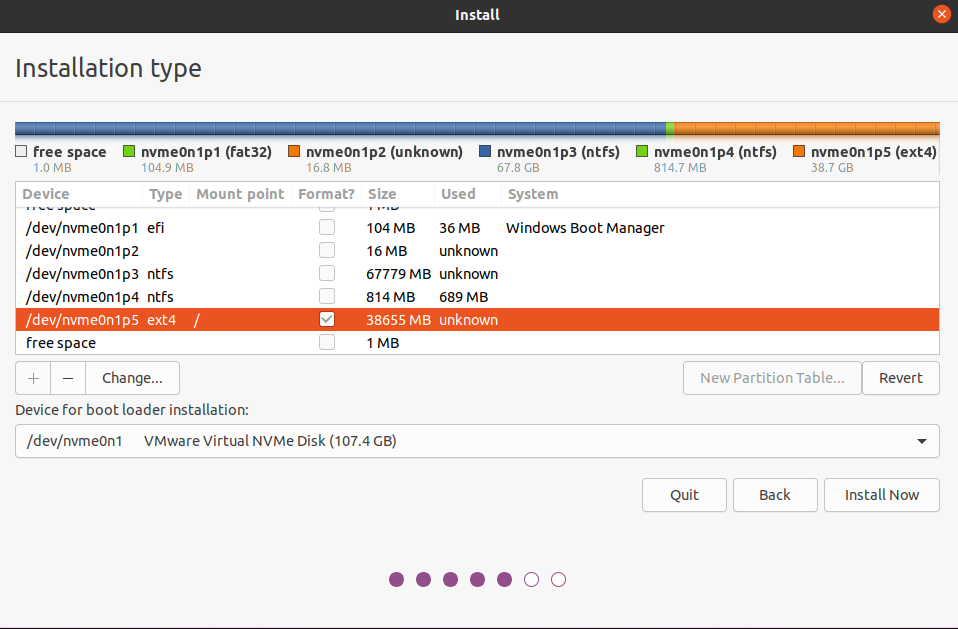 Install
Installation type
free space nvme0n1p1 (fat32) nvme0n1p2 (unknown) nvme0n1p3 (ntfs) nvme0n1p4 (ntfs) nvme0n1p5 (ext4)
1.0 MB 104.9 MB 16.8 MB 67.8 GB 814.7 MB 38.7 GB
Device Type Mount point Format? Size Used System
free space 1 MB
/dev/nvme0n1p1 efi 104 MB 36 MB Windows Boot Manager
/dev/nvme0n1p2 16 MB unknown
/dev/nvme0n1p3 ntfs 67779 MB unknown
/dev/nvme0n1p4 ntfs 814 MB 689 MB
/dev/nvme0n1p5 ext4 / 38655 MB unknown
free space 1 MB
+ − Change... New Partition Table... Revert
Device for boot loader installation:
/dev/nvme0n1 VMware Virtual NVMe Disk (107.4 GB)
Quit Back Install Now